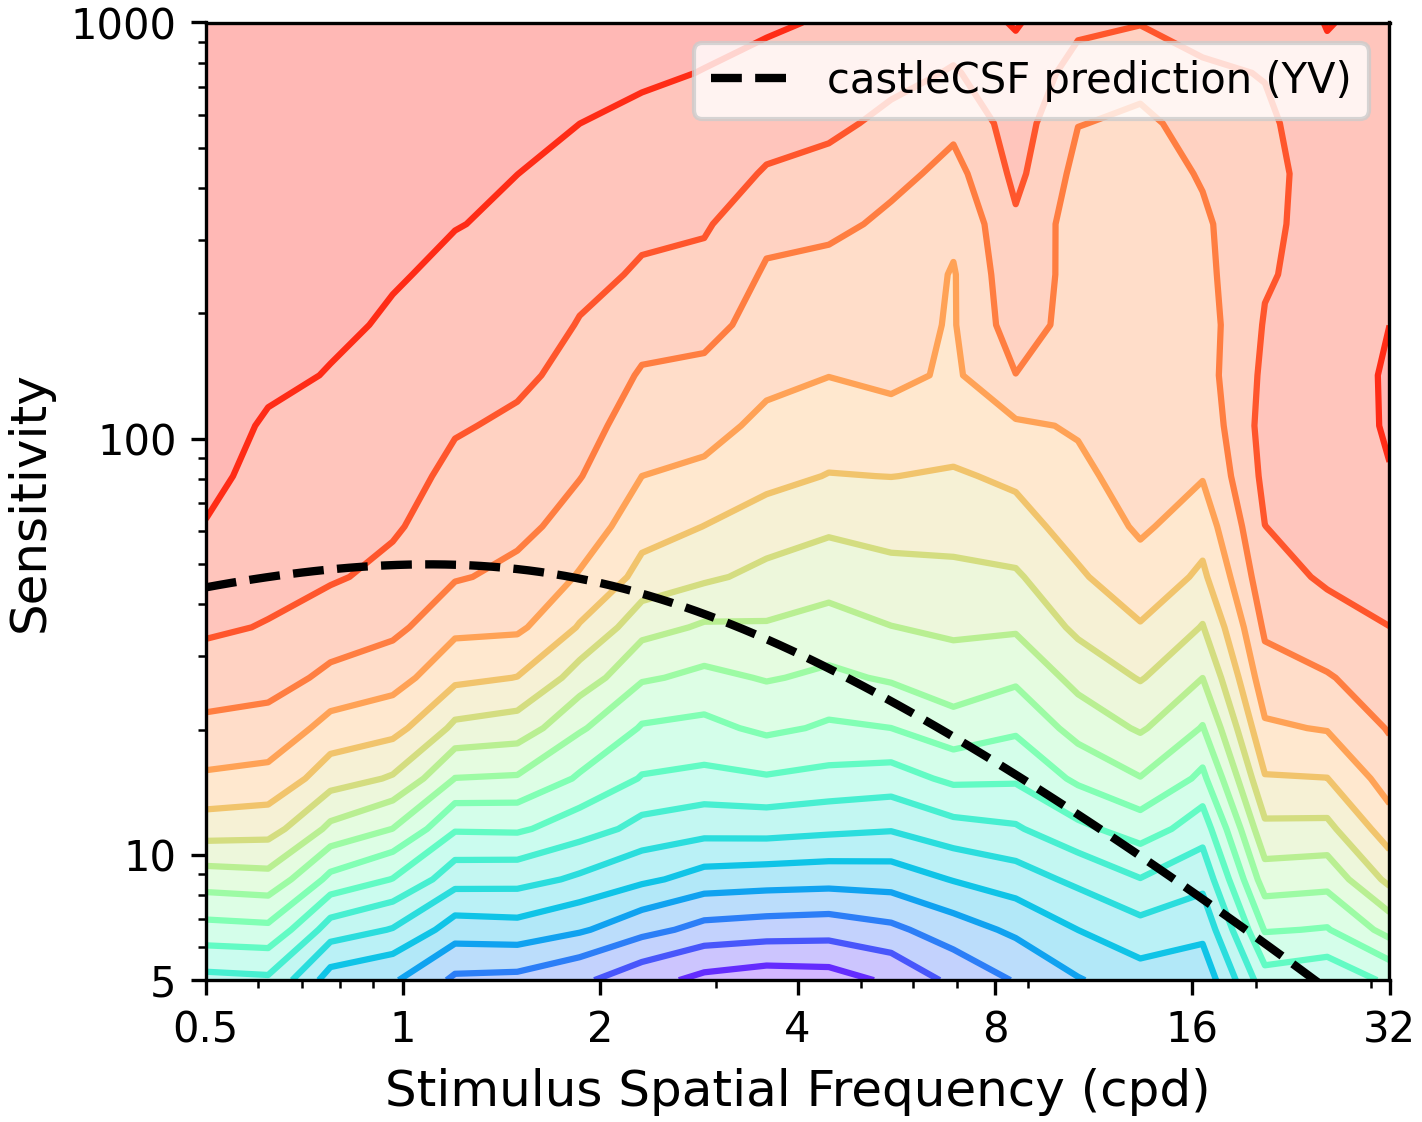 1000
castleCSF prediction (YV)
Sensitivity
100
10
5
0.5 1 2 4 8 16 32
Stimulus Spatial Frequency (cpd)